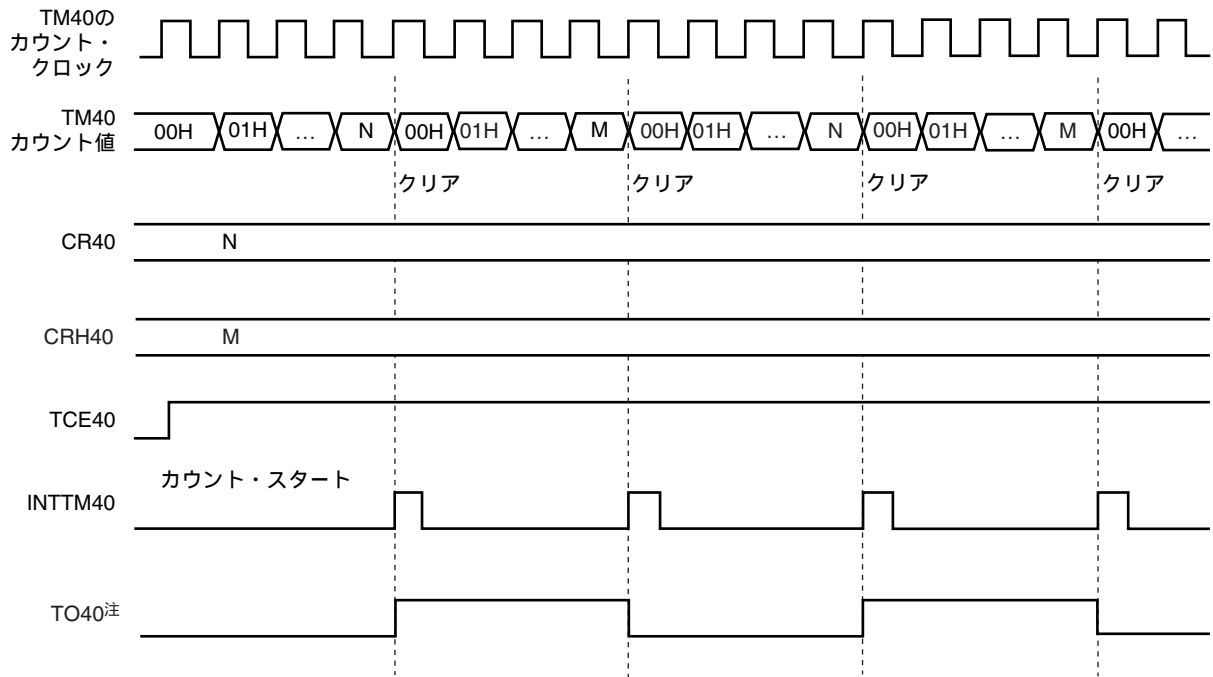 TM40の
カウント・
クロック
TM40
カウント値
00H 01H … N 00H 01H … M 00H 01H … N 00H 01H … M 00H …
クリア クリア クリア クリア
CR40 N
CRH40 M
TCE40
カウント・スタート
INTTM40
TO40注